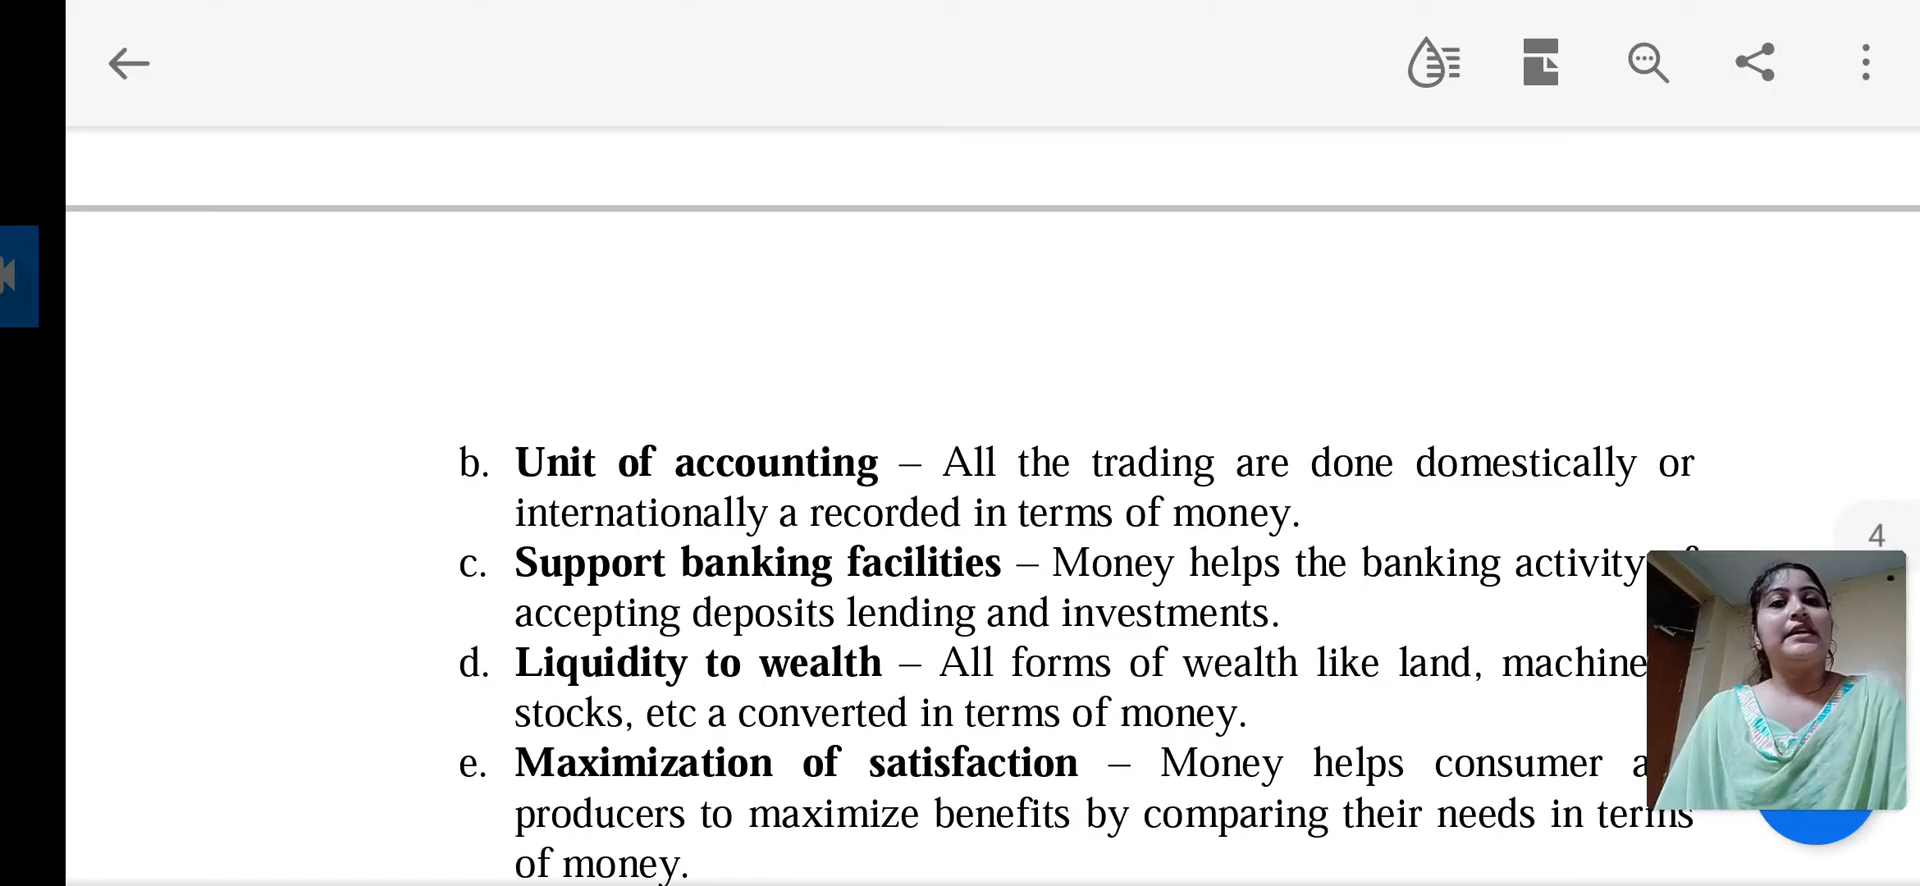 b. Unit of accounting – All the trading are done domestically or
internationally a recorded in terms of money.
4
c. Support banking facilities – Money helps the banking activity
accepting deposits lending and investments.
d. Liquidity to wealth – All forms of wealth like land, machine
stocks, etc a converted in terms of money.
e. Maximization of satisfaction – Money helps consumer
producers to maximize benefits by comparing their needs in terms
of money.